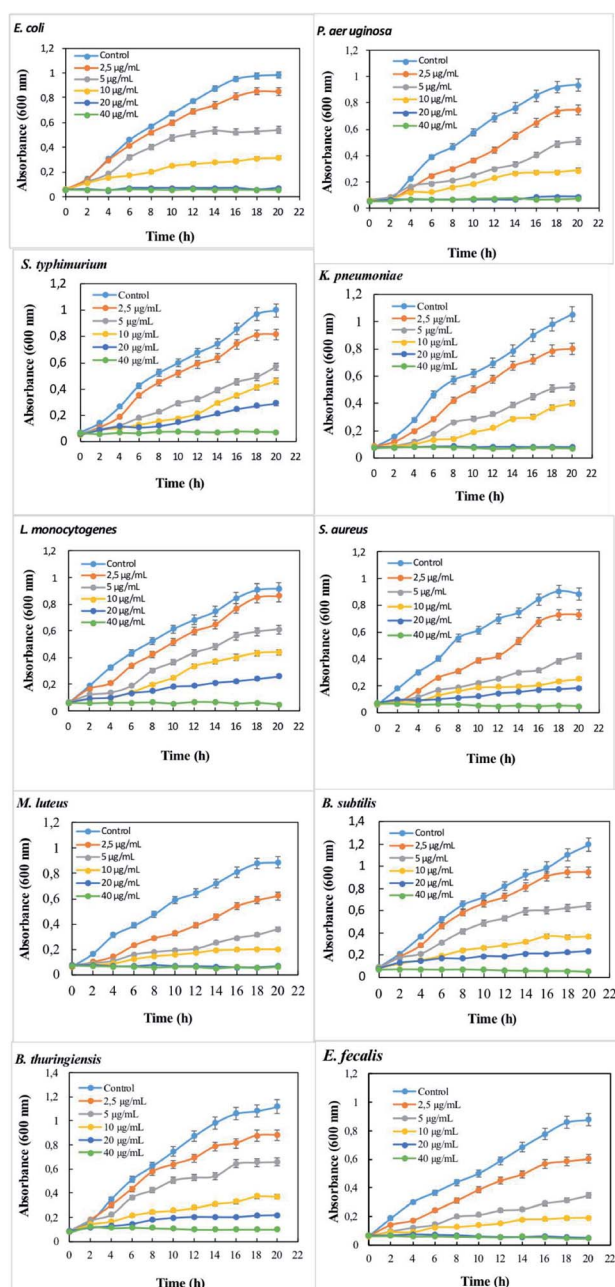 E. coli
Absorbance (600 nm)
1,2
1
0,8
0,6
0,4
0,2
0
Control
2,5 µg/mL
5 µg/mL
10 µg/mL
20 µg/mL
40 µg/mL
0 2 4 6 8 10 12 14 16 18 20 22
Time (h)
P. aer uginosa
Absorbance (600 nm)
1,2
1
0,8
0,6
0,4
0,2
0
Control
2,5 µg/mL
5 µg/mL
10 µg/mL
20 µg/mL
40 µg/mL
0 2 4 6 8 10 12 14 16 18 20 22
Time (h)
S. typhimurium
Absorbance (600 nm)
1,2
1
0,8
0,6
0,4
0,2
0
Control
2,5 µg/mL
5 µg/mL
10 µg/mL
20 µg/mL
40 µg/mL
0 2 4 6 8 10 12 14 16 18 20 22
Time (h)
K. pneumoniae
Absorbance (600 nm)
1,2
1
0,8
0,6
0,4
0,2
0
Control
2,5 µg/mL
5 µg/mL
10 µg/mL
20 µg/mL
40 µg/mL
0 2 4 6 8 10 12 14 16 18 20 22
Time (h)
L. monocytogenes
Absorbance (600 nm)
1,2
1
0,8
0,6
0,4
0,2
0
Control
2,5 µg/mL
5 µg/mL
10 µg/mL
20 µg/mL
40 µg/mL
0 2 4 6 8 10 12 14 16 18 20 22
Time (h)
S. aureus
Absorbance (600 nm)
1,2
1
0,8
0,6
0,4
0,2
0
Control
2,5 µg/mL
5 µg/mL
10 µg/mL
20 µg/mL
40 µg/mL
0 2 4 6 8 10 12 14 16 18 20 22
Time (h)
M. luteus
Absorbance (600 nm)
1,2
1
0,8
0,6
0,4
0,2
0
Control
2,5 µg/mL
5 µg/mL
10 µg/mL
20 µg/mL
40 µg/mL
0 2 4 6 8 10 12 14 16 18 20 22
Time (h)
B. subtilis
Absorbance (600 nm)
1,4
1,2
1
0,8
0,6
0,4
0,2
0
Control
2,5 µg/mL
5 µg/mL
10 µg/mL
20 µg/mL
40 µg/mL
0 2 4 6 8 10 12 14 16 18 20 22
Time (h)
B. thuringiensis
Absorbance (600 nm)
1,4
1,2
1
0,8
0,6
0,4
0,2
0
Control
2,5 µg/mL
5 µg/mL
10 µg/mL
20 µg/mL
40 µg/mL
0 2 4 6 8 10 12 14 16 18 20 22
Time (h)
E. fecalis
Absorbance (600 nm)
1,2
1
0,8
0,6
0,4
0,2
0
Control
2,5 µg/mL
5 µg/mL
10 µg/mL
20 µg/mL
40 µg/mL
0 2 4 6 8 10 12 14 16 18 20 22
Time (h)